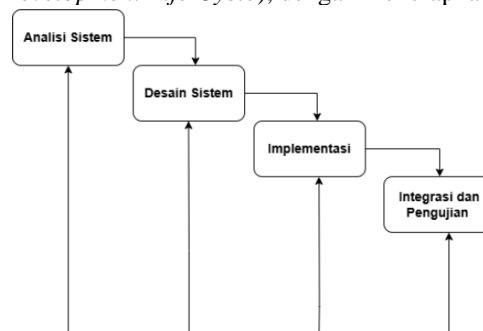 Analisi Sistem
Desain Sistem
Implementasi
Integrasi dan
Pengujian